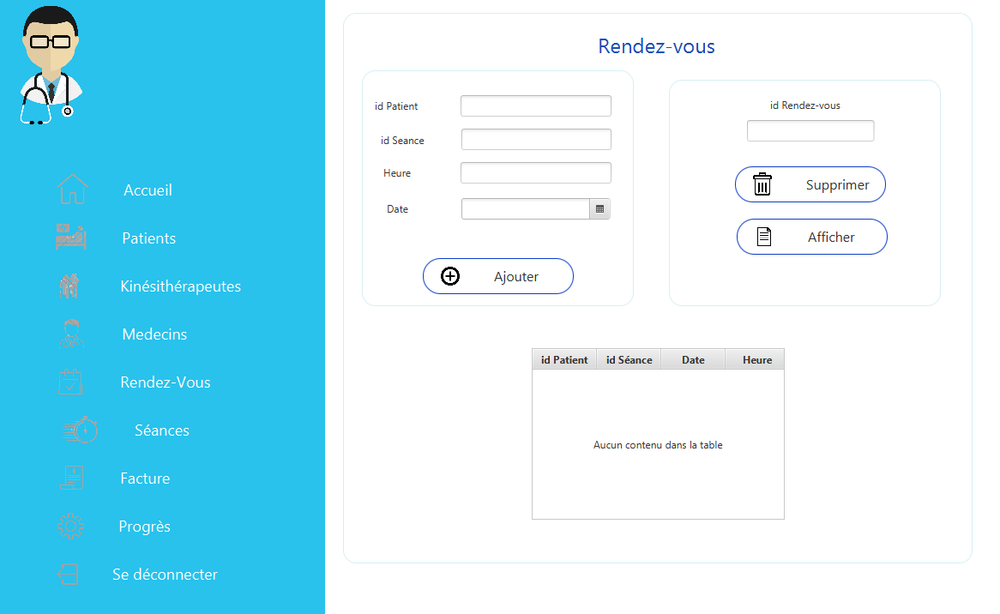 Accueil
Patients
Kinésithérapeutes
Medecins
Rendez-Vous
Séances
Facture
Progrès
Se déconnecter
Rendez-vous
id Patient
id Seance
Heure
Date
Ajouter
id Rendez-vous
Supprimer
Afficher
id Patient id Séance Date Heure
Aucun contenu dans la table